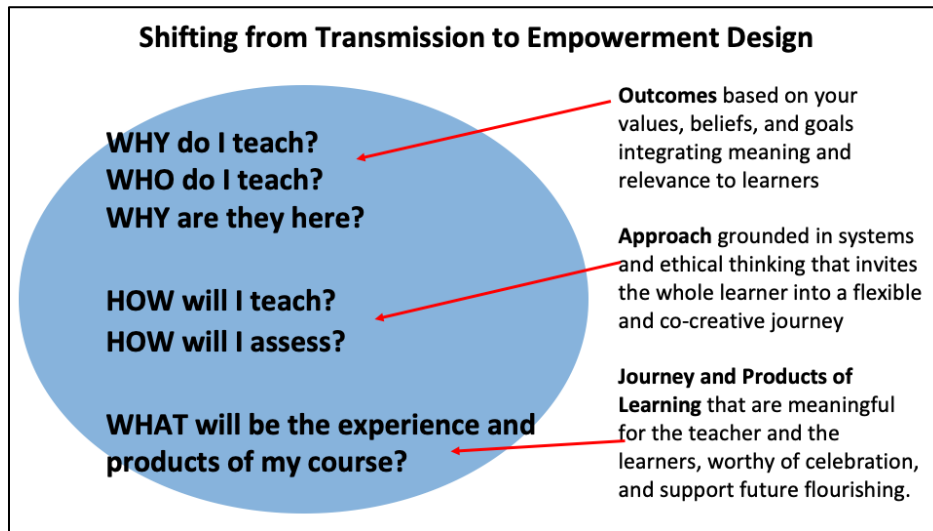 Shifting from Transmission to Empowerment Design
WHY do I teach?
WHO do I teach?
WHY are they here?
HOW will I teach?
HOW will I assess?
WHAT will be the experience and
products of my course?
Outcomes based on your
values, beliefs, and goals
integrating meaning and
relevance to learners
Approach grounded in systems
and ethical thinking that invites
the whole learner into a flexible
and co-creative journey
Journey and Products of
Learning that are meaningful
for the teacher and the
learners, worthy of celebration,
and support future flourishing.